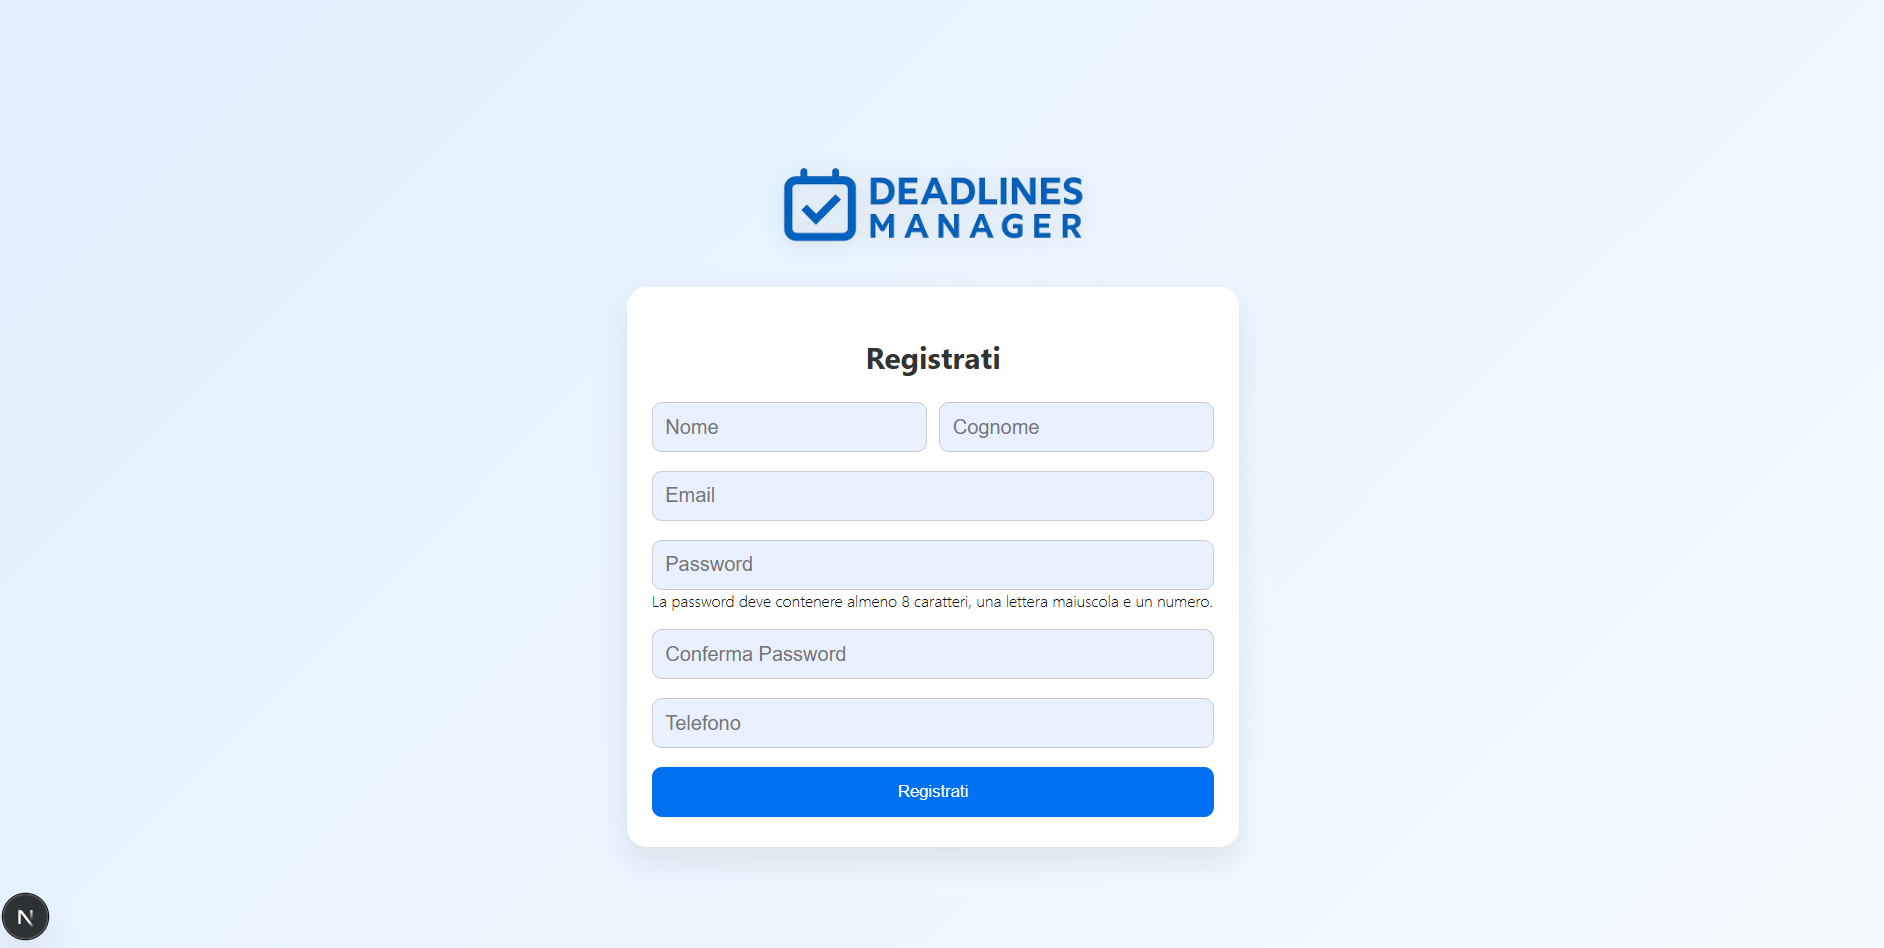 DEADLINES
MANAGER
Registrati
Nome
Cognome
Email
Password
La password deve contenere almeno 8 caratteri, una lettera maiuscola e un numero.
Conferma Password
Telefono
Registrati
N